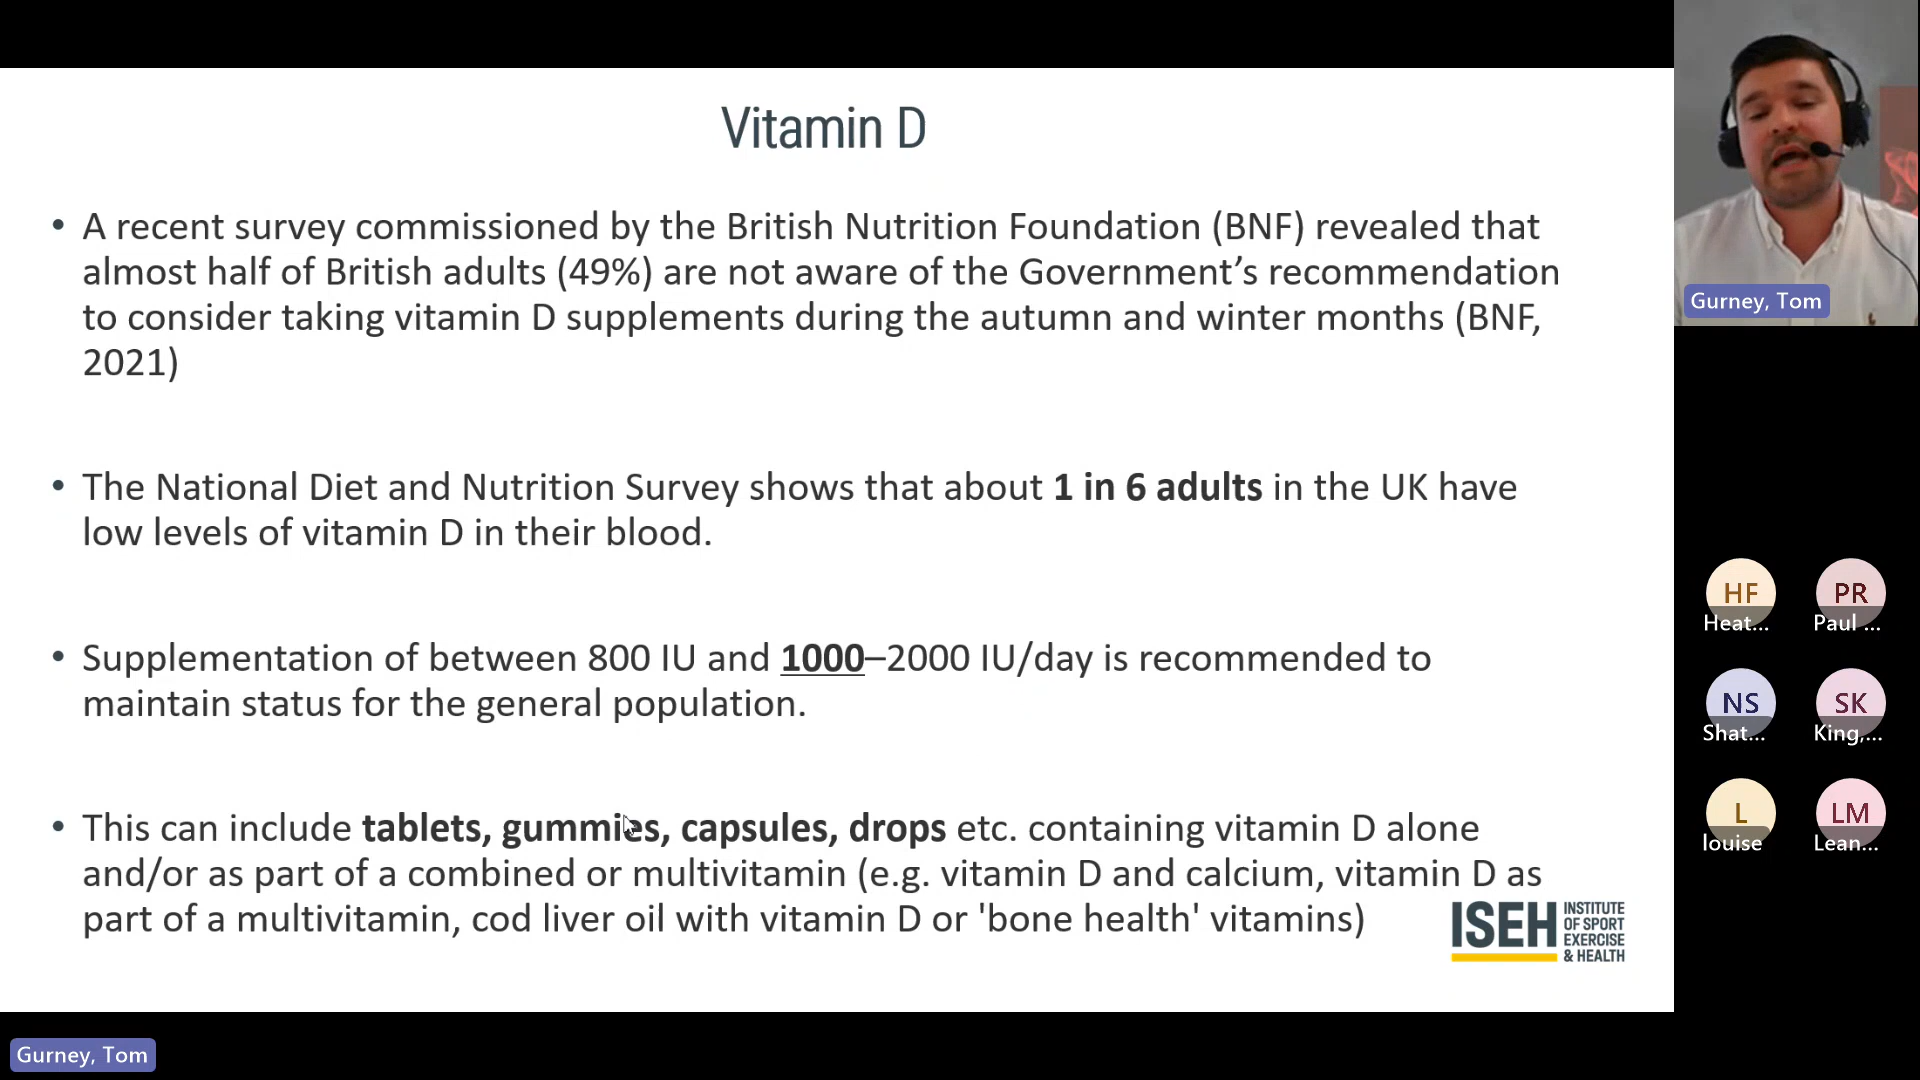 Vitamin D
• A recent survey commissioned by the British Nutrition Foundation (BNF) revealed that
almost half of British adults (49%) are not aware of the Government’s recommendation
to consider taking vitamin D supplements during the autumn and winter months (BNF,
2021)
• The National Diet and Nutrition Survey shows that about 1 in 6 adults in the UK have
low levels of vitamin D in their blood.
• Supplementation of between 800 IU and 1000–2000 IU/day is recommended to
maintain status for the general population.
• This can include tablets, gummies, capsules, drops etc. containing vitamin D alone
and/or as part of a combined or multivitamin (e.g. vitamin D and calcium, vitamin D as
part of a multivitamin, cod liver oil with vitamin D or 'bone health' vitamins)
ISEH
INSTITUTE
OF SPORT
EXERCISE
& HEALTH
Gurney, Tom
HF
Heat...
PR
Paul ...
NS
Shat...
SK
King,...
L
louise
LM
Lean...
Gurney, Tom